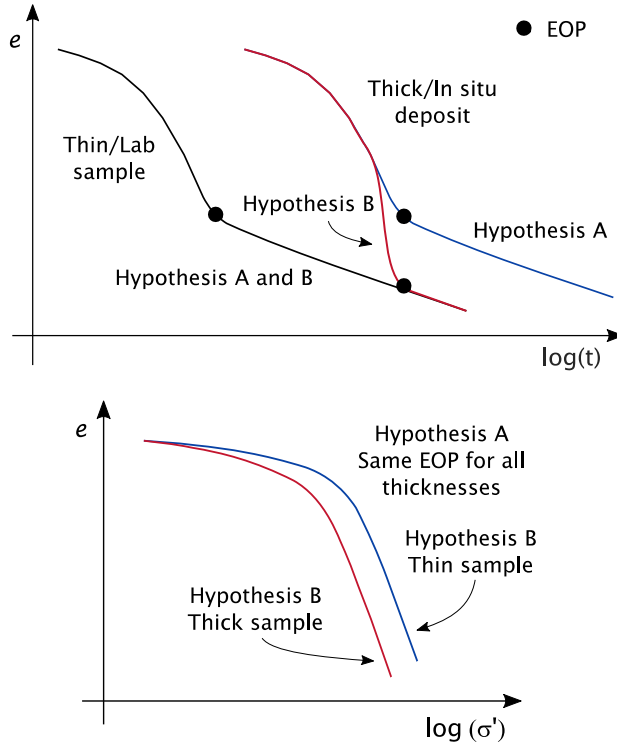 e
EOP
Thick/In situ
deposit
Thin/Lab
sample
Hypothesis B
Hypothesis A
Hypothesis A and B
log(t)
e
Hypothesis A
Same EOP for all
thicknesses
Hypothesis B
Thin sample
Hypothesis B
Thick sample
log (σ')